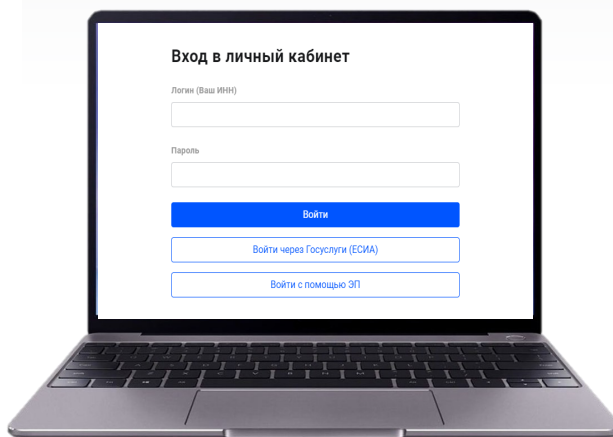 Вход в личный кабинет
Логин (Ваш ИНН)
Пароль
Войти
Войти через Госуслуги (ЕСИА)
Войти с помощью ЭП